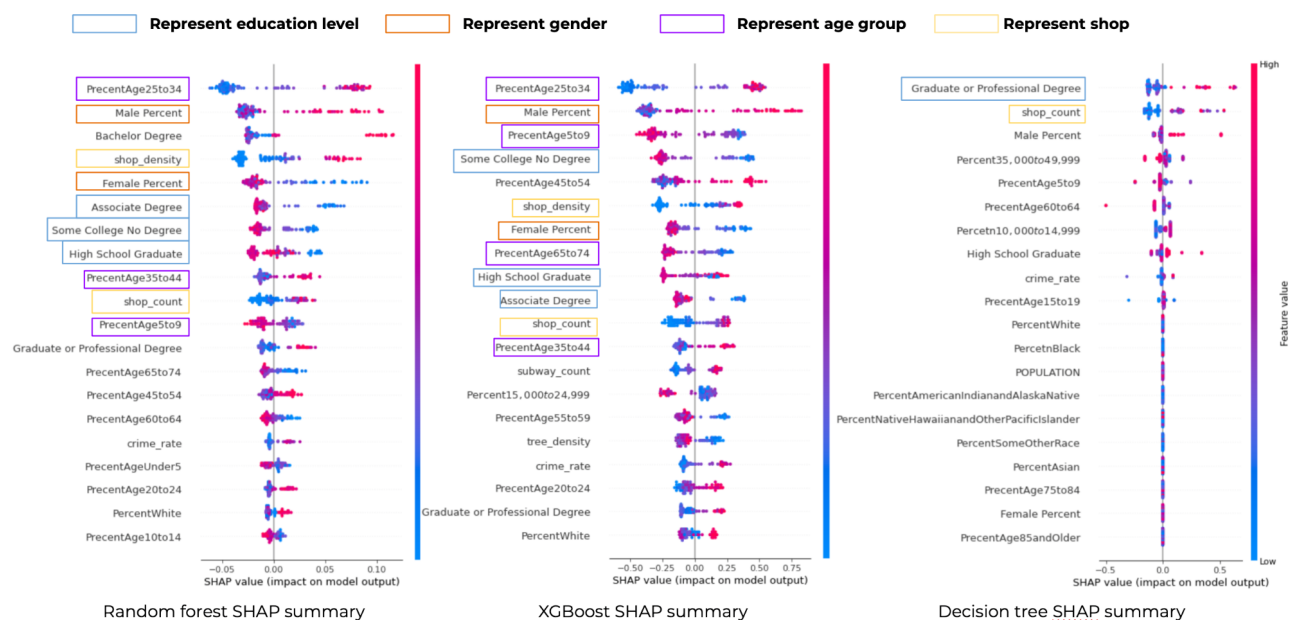 Represent education level
Represent gender
Represent age group
Represent shop
PrecentAge25to34
Male Percent
Bachelor Degree
shop_density
Female Percent
Associate Degree
Some College No Degree
High School Graduate
PrecentAge35to44
shop_count
PrecentAge5to9
Graduate or Professional Degree
PrecentAge65to74
PrecentAge45to54
PrecentAge60to64
crime_rate
PrecentAgeUnder5
PrecentAge20to24
PercentWhite
PrecentAge10to14
−0.05 0.00 0.05 0.10
SHAP value (impact on model output)
Random forest SHAP summary
PrecentAge25to34
Male Percent
PrecentAge5to9
Some College No Degree
PrecentAge45to54
shop_density
Female Percent
PrecentAge65to74
High School Graduate
Associate Degree
shop_count
PrecentAge35to44
subway_count
Percent15,000to24,999
PrecentAge55to59
tree_density
crime_rate
PrecentAge20to24
Graduate or Professional Degree
PercentWhite
−0.50 −0.25 0.00 0.25 0.50 0.75
SHAP value (impact on model output)
XGBoost SHAP summary
Graduate or Professional Degree
shop_count
Male Percent
Percent35,000to49,999
PrecentAge5to9
PrecentAge60to64
Percetn10,000to14,999
High School Graduate
crime_rate
PrecentAge15to19
PercentWhite
PercetnBlack
POPULATION
PercentAmericanIndianandAlaskaNative
PercentNativeHawaiianandOtherPacificIslander
PercentSomeOtherRace
PercentAsian
PrecentAge75to84
Female Percent
PrecentAge85andOlder
−0.5 0.0 0.5
SHAP value (impact on model output)
Decision tree SHAP summary
High
Feature value
Low